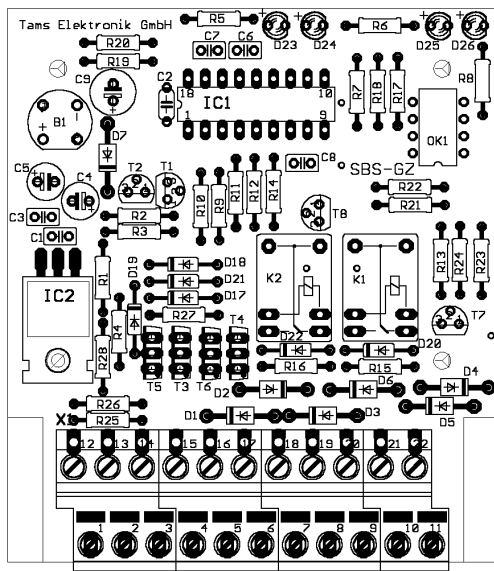 Tams Elektronik GmbH
R5
D23
D24
R6
D25
D26
R20
C7
C6
R19
C9
C2
R7
R18
R17
R8
18
10
IC1
B1
+
1
9
OK1
D7
C8
SBS-GZ
C5
C4
T2
T1
R10
R9
R11
R12
R14
R22
R21
C3
R2
T8
C1
R3
R13
R24
R23
IC2
R1
D19
D18
D21
D17
K2
K1
R27
T7
R4
T4
D22
D20
R28
T5
T3
T6
R16
R15
D2
D6
D4
R26
X1
R25
D1
D3
D5
12 13 14 15 16 17 18 19 20 21 22
1 2 3 4 5 6 7 8 9 10 11